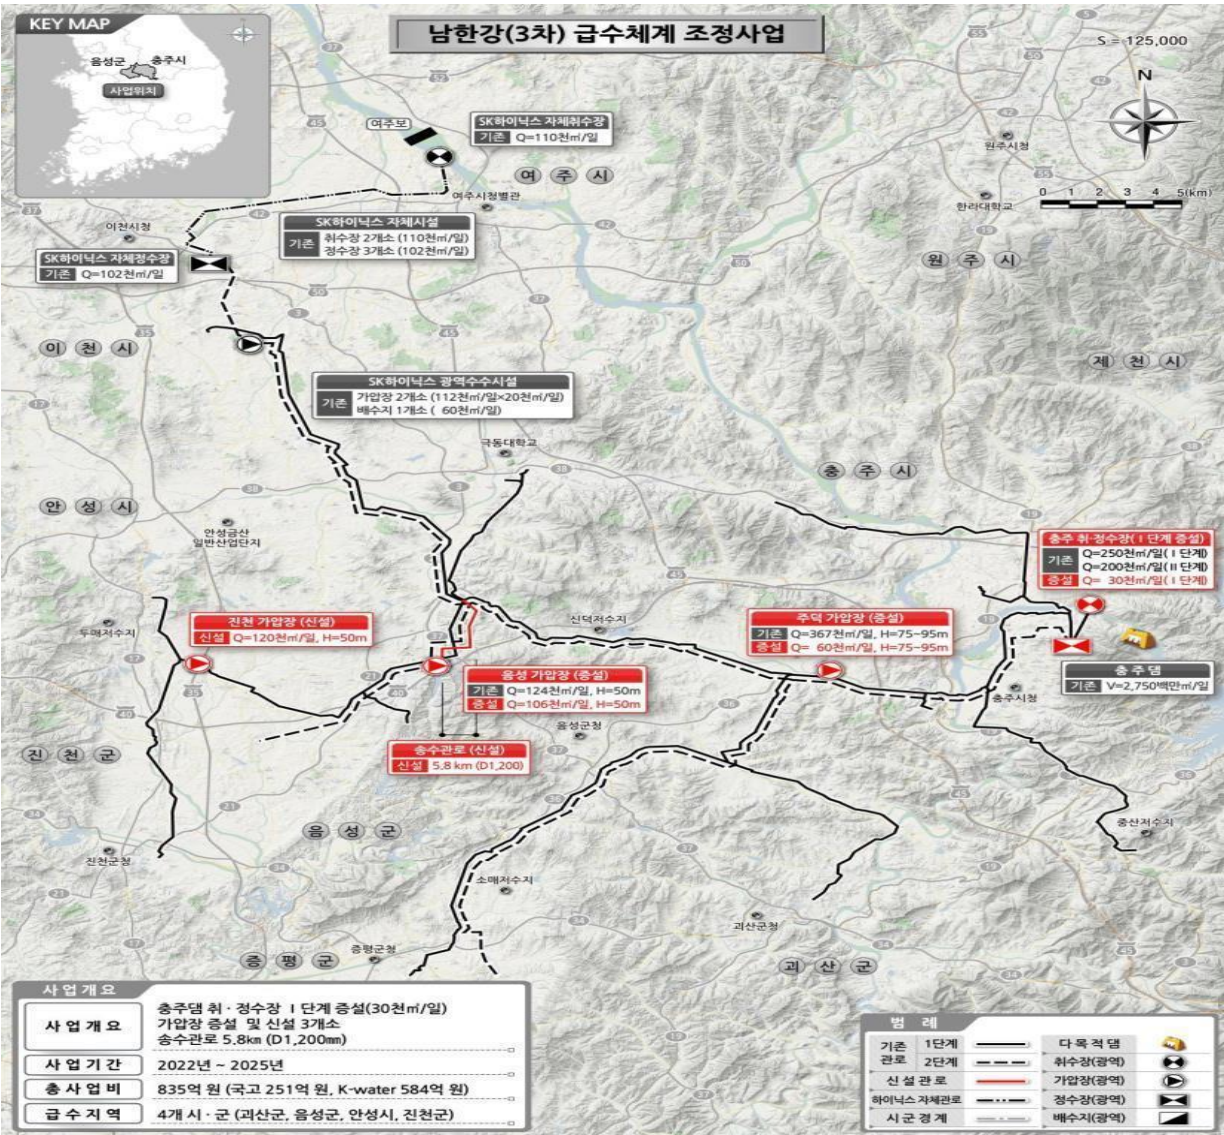 KEY MAP
음성군
충주시
사업위치
남한강(3차) 급수체계 조정사업
S = 125,000
N
0 1 2 3 4 5(km)
여주보
SK하이닉스 자체취수장
기존 Q=110천㎥/일
여주시
여주시청별관
원주시청
한라대학교
이천시청
SK하이닉스 자체시설
기존 취수장 2개소 (110천㎥/일)
정수장 3개소 (102천㎥/일)
SK하이닉스 자체정수장
기존 Q=102천㎥/일
원주시
이천시
제천시
SK하이닉스 광역수수시설
기존 가압장 2개소 (112천㎥/일×20천㎥/일)
배수지 1개소 ( 60천㎥/일)
극동대학교
충주시
안성시
안성금산
일반산업단지
충주 취·정수장(Ⅰ단계 증설)
기존 Q=250천㎥/일(Ⅰ단계)
Q=200천㎥/일(Ⅱ단계)
증설 Q= 30천㎥/일(Ⅰ단계)
두메저수지
진천 가압장 (신설)
신설 Q=120천㎥/일, H=50m
신덕저수지
주덕 가압장 (증설)
기존 Q=367천㎥/일, H=75~95m
증설 Q= 60천㎥/일, H=75~95m
음성 가압장 (증설)
기존 Q=124천㎥/일, H=50m
증설 Q=106천㎥/일, H=50m
충주댐
기존 V=2,750백만㎥/일
충주시청
음성군청
송수관로 (신설)
신설 5.8 km (D1,200)
진천군
음성군
진천군청
중산저수지
소매저수지
괴산군청
증평군청
증평군
괴산군
사업개요
사업개요
충주댐 취·정수장 Ⅰ단계 증설(30천㎥/일)
가압장 증설 및 신설 3개소
송수관로 5.8㎞ (D1,200㎜)
사업기간 2022년 ~ 2025년
총사업비 835억 원 (국고 251억 원, K-water 584억 원)
급수지역 4개 시·군 (괴산군, 음성군, 안성시, 진천군)
범례
기존관로 1단계 다목적댐
2단계 취수장(광역)
신설관로 가압장(광역)
하이닉스 자체관로 정수장(광역)
시군경계 배수지(광역)